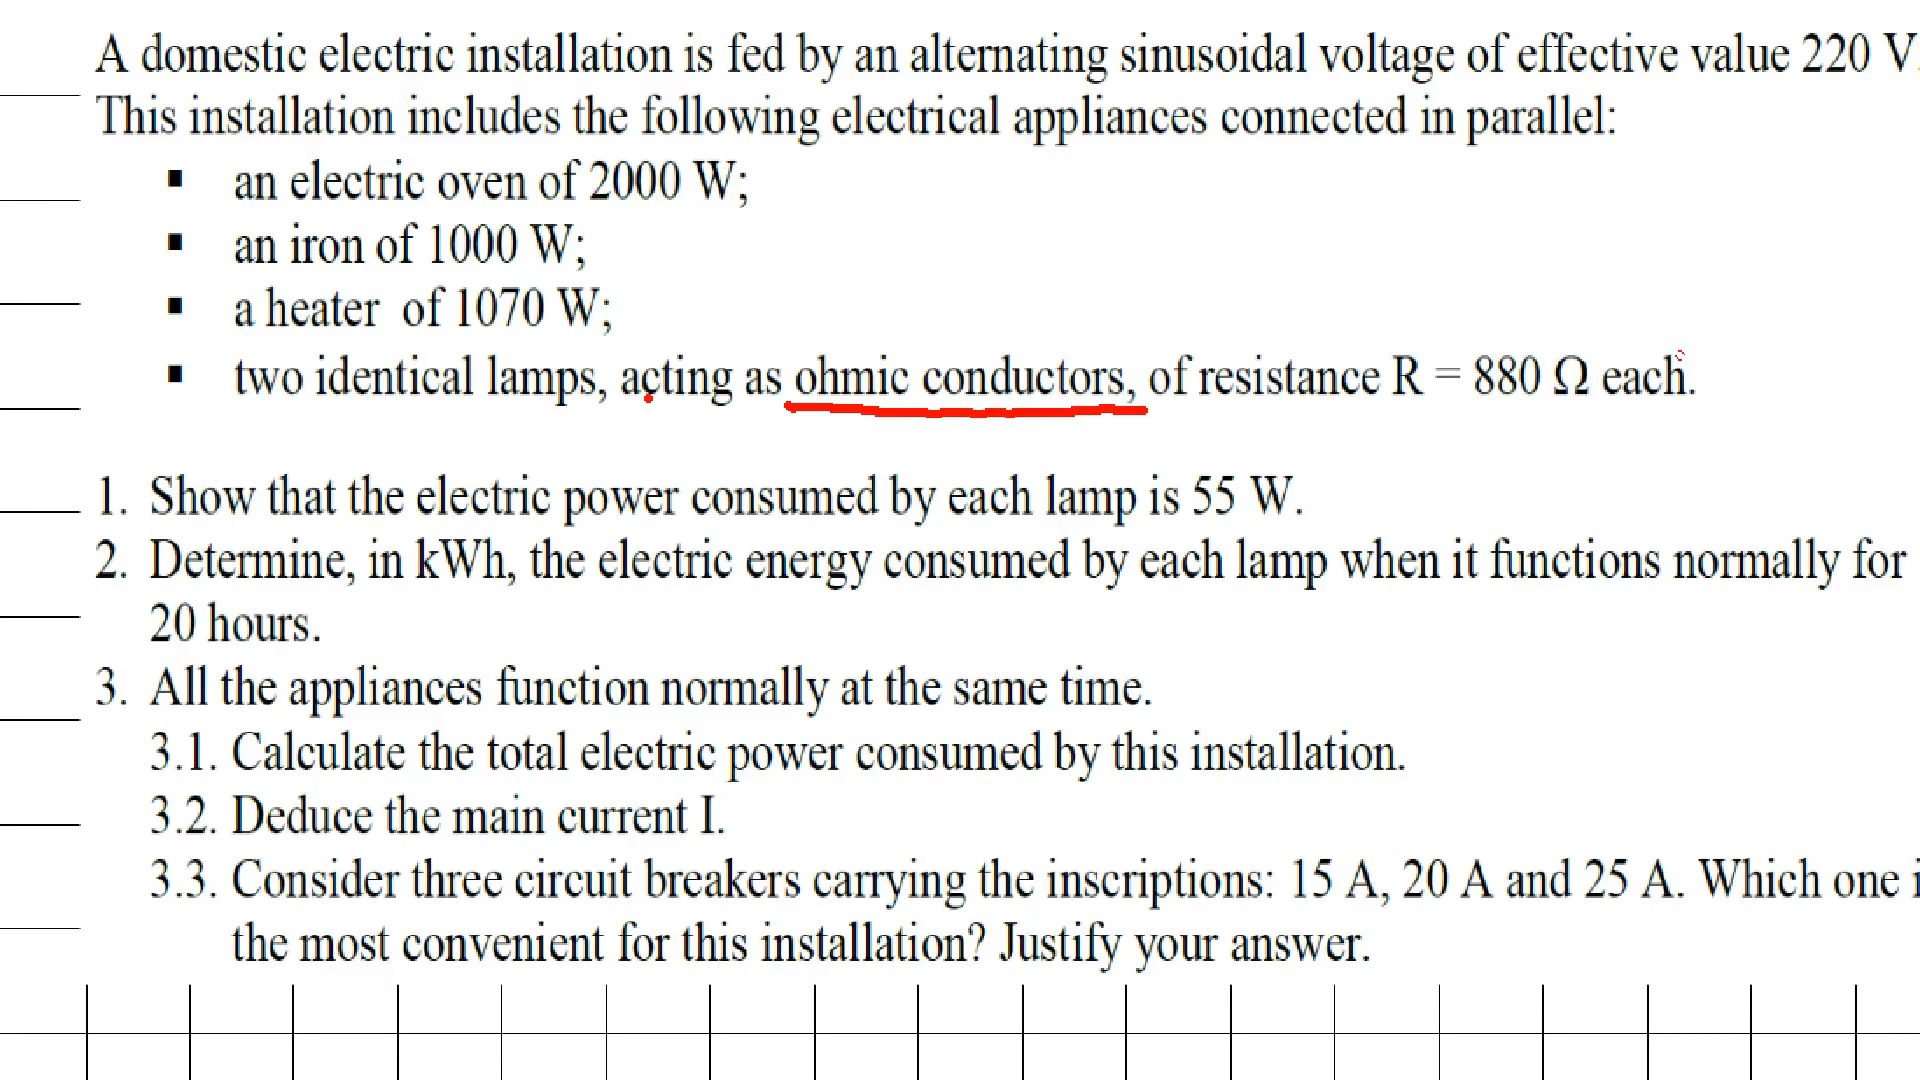 A domestic electric installation is fed by an alternating sinusoidal voltage of effective value 220 V.
This installation includes the following electrical appliances connected in parallel:
▪ an electric oven of 2000 W;
▪ an iron of 1000 W;
▪ a heater of 1070 W;
▪ two identical lamps, acting as ohmic conductors, of resistance R = 880 Ω each.
1. Show that the electric power consumed by each lamp is 55 W.
2. Determine, in kWh, the electric energy consumed by each lamp when it functions normally for
20 hours.
3. All the appliances function normally at the same time.
3.1. Calculate the total electric power consumed by this installation.
3.2. Deduce the main current I.
3.3. Consider three circuit breakers carrying the inscriptions: 15 A, 20 A and 25 A. Which one i
the most convenient for this installation? Justify your answer.